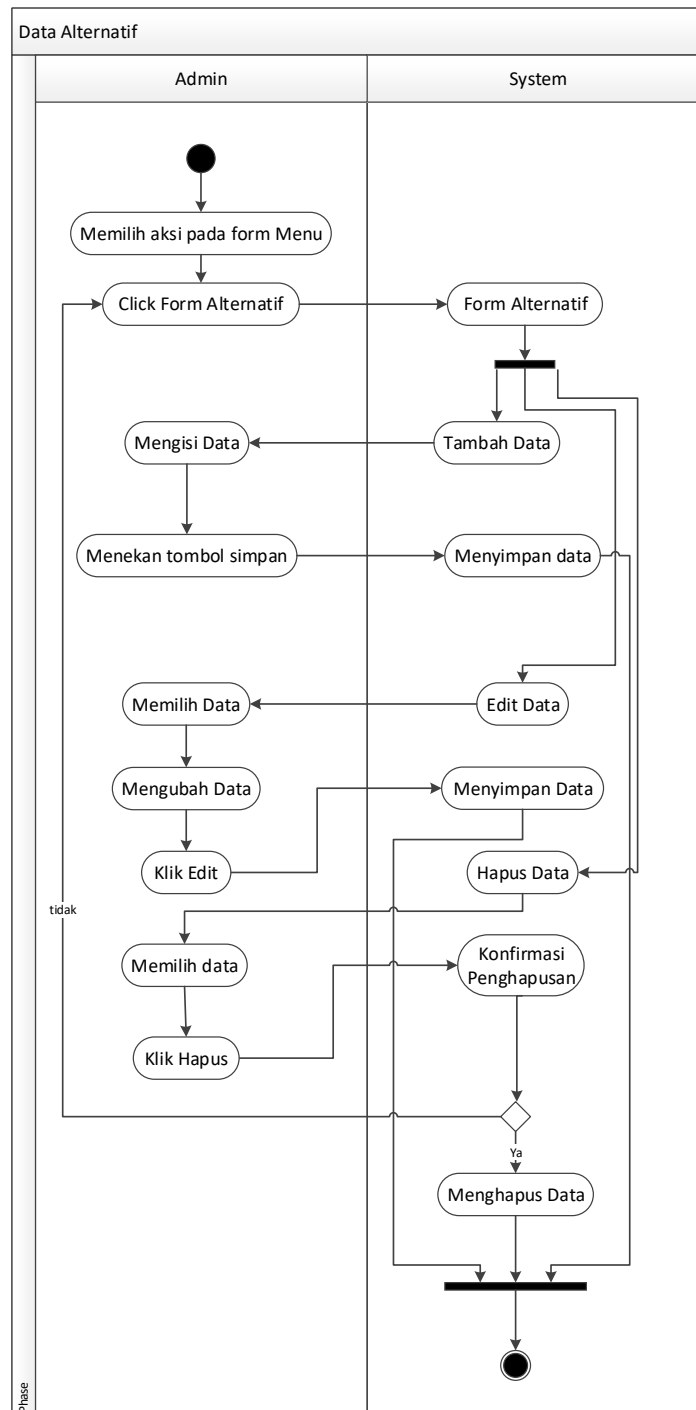 Data Alternatif
Admin
System
Memilih aksi pada form Menu
Click Form Alternatif
Form Alternatif
Mengisi Data
Tambah Data
Menekan tombol simpan
Menyimpan data
Memilih Data
Edit Data
Mengubah Data
Menyimpan Data
Klik Edit
Hapus Data
tidak
Memilih data
Konfirmasi
Penghapusan
Klik Hapus
Ya
Menghapus Data
Phase